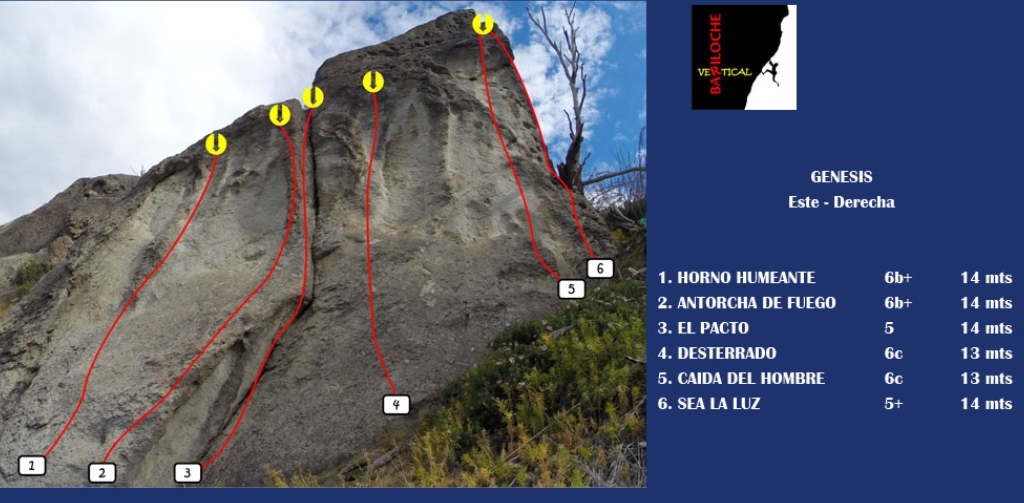 BARILOCHE
VERTICAL
GENESIS
Este - Derecha
1. HORNO HUMEANTE 6b+ 14 mts
2. ANTORCHA DE FUEGO 6b+ 14 mts
3. EL PACTO 5 14 mts
4. DESTERRADO 6c 13 mts
5. CAIDA DEL HOMBRE 6c 13 mts
6. SEA LA LUZ 5+ 14 mts
6
5
4
1
2
3